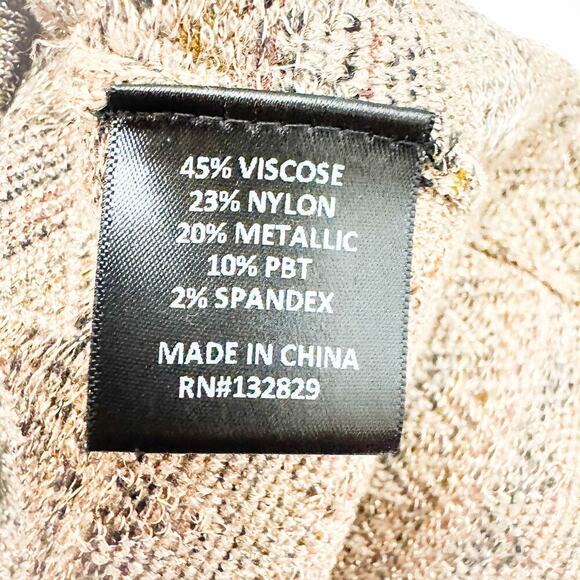 45% VISCOSE
23% NYLON
20% METALLIC
10% PBT
2% SPANDEX
MADE IN CHINA
RN#132829